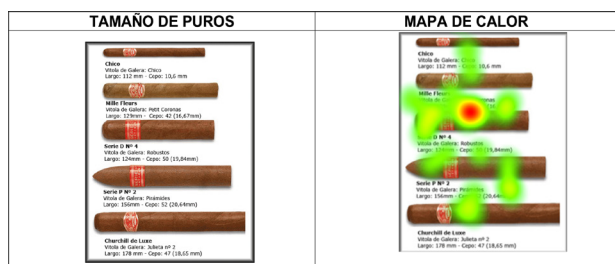 TAMAÑO DE PUROS
Chico
Vitola de Galera: Chico
Largo: 112 mm - Cepo: 10,6 mm
Mille Fleurs
Vitola de Galera: Petit Coronas
Largo: 129mm - Cepo: 42 (16,67mm)
Serie D Nº 4
Vitola de Galera: Robustos
Largo: 124mm - Cepo: 50 (19,84mm)
Serie P Nº 2
Vitola de Galera: Pirámides
Largo: 156mm - Cepo: 52 (20,64mm)
Churchill de Luxe
Vitola de Galera: Julieta nº 2
Largo: 178 mm - Cepo: 47 (18,65 mm)
MAPA DE CALOR
Chico
Vitola de Galera:
Largo: 112 mm - Ce 10,6 mm
Mille Fleurs
D Nº 4
de Galera: Robustos
Serie P Nº 2
Vitola de Galera: Pirámides
Largo: 156mm - Cepo: 52 (20,64mm)
Churchill de Luxe
Vitola de Galera: Julieta nº 2
Largo: 178 mm - Cepo: 47 (18,65 mm)